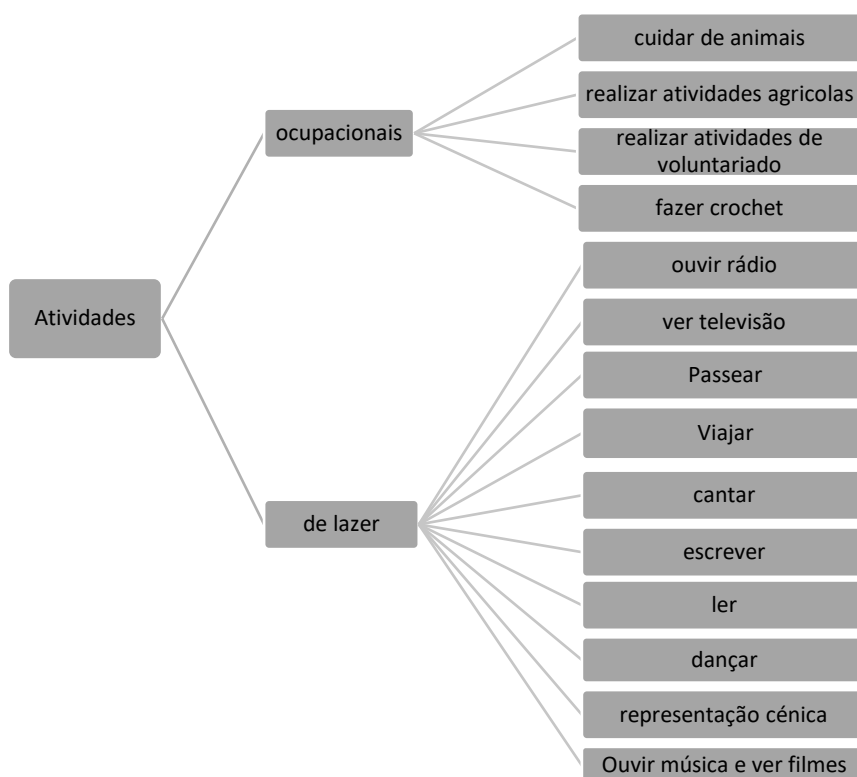 cuidar de animais
realizar atividades agricolas
ocupacionais
realizar atividades de
voluntariado
fazer crochet
ouvir rádio
Atividades
ver televisão
Passear
Viajar
cantar
de lazer
escrever
ler
dançar
representação cénica
Ouvir música e ver filmes